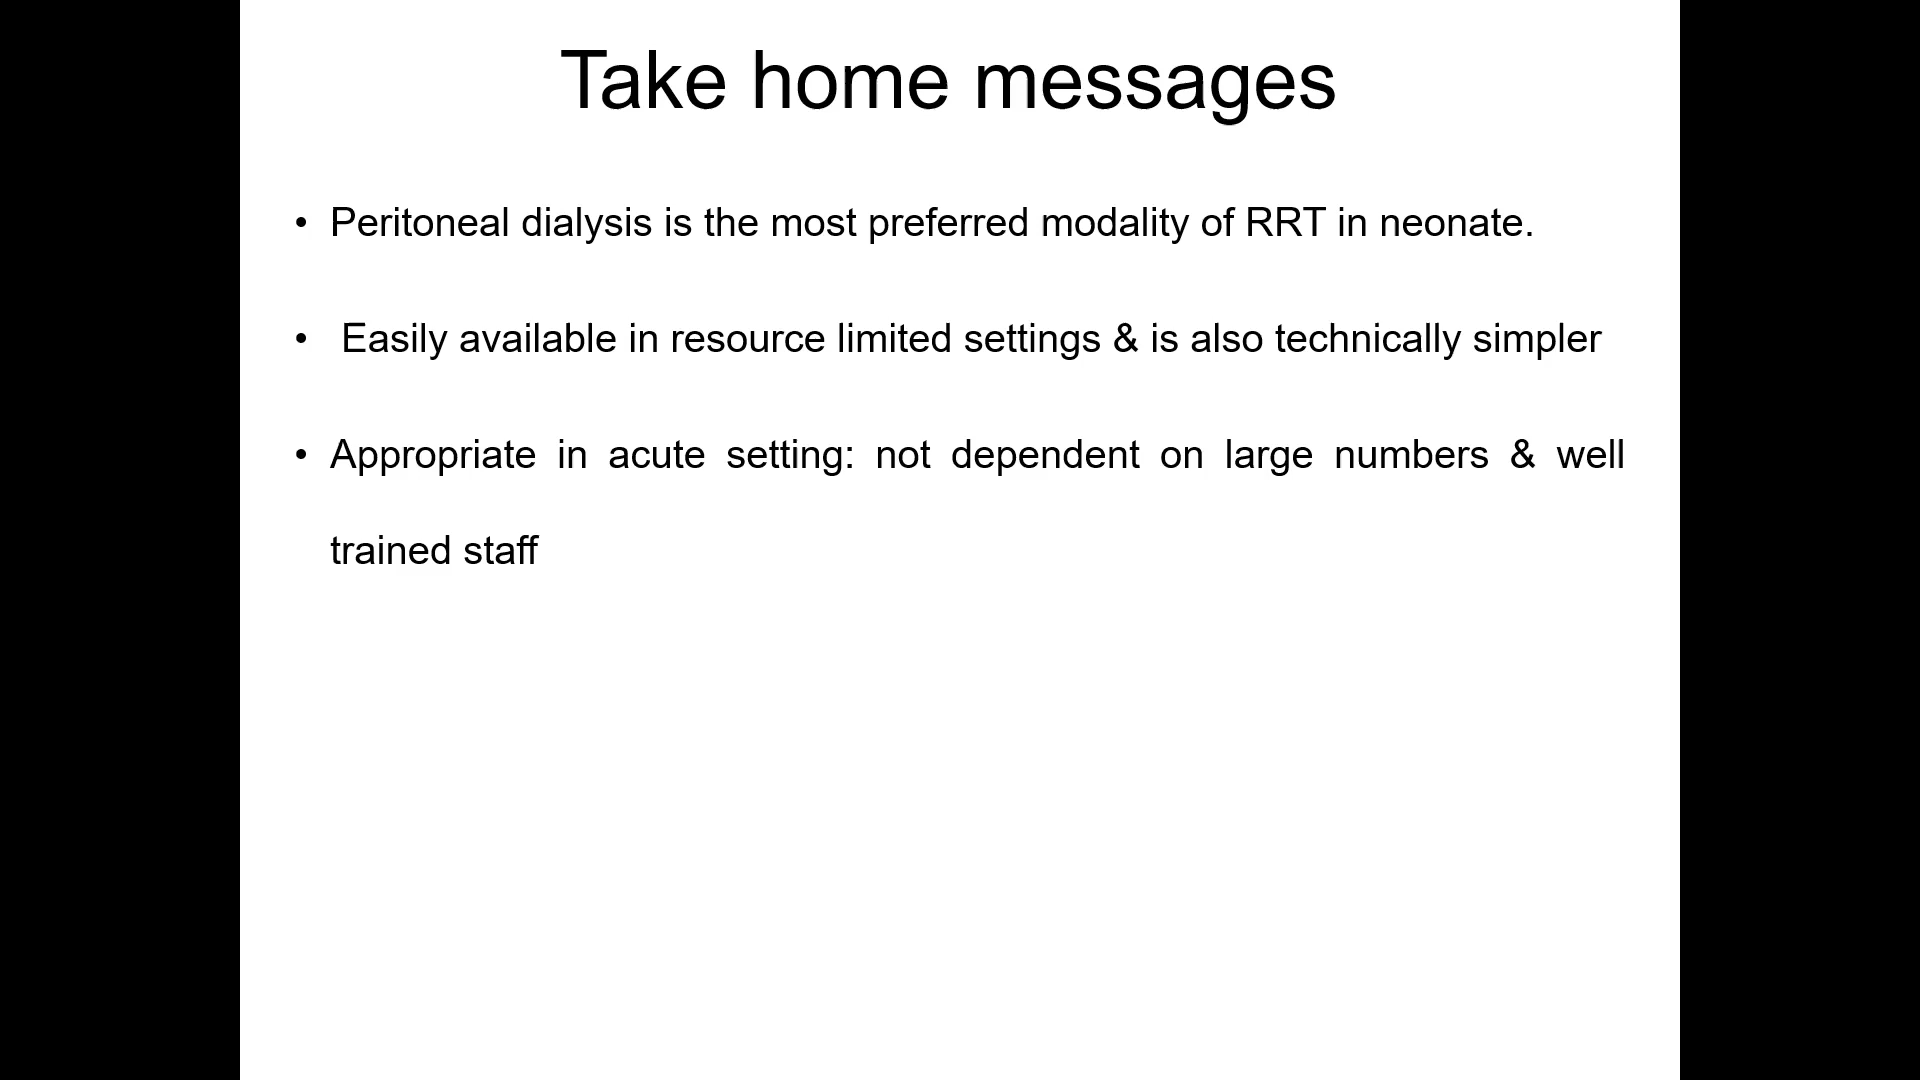 Take home messages
• Peritoneal dialysis is the most preferred modality of RRT in neonate.
• Easily available in resource limited settings & is also technically simpler
• Appropriate in acute setting: not dependent on large numbers & well
trained staff